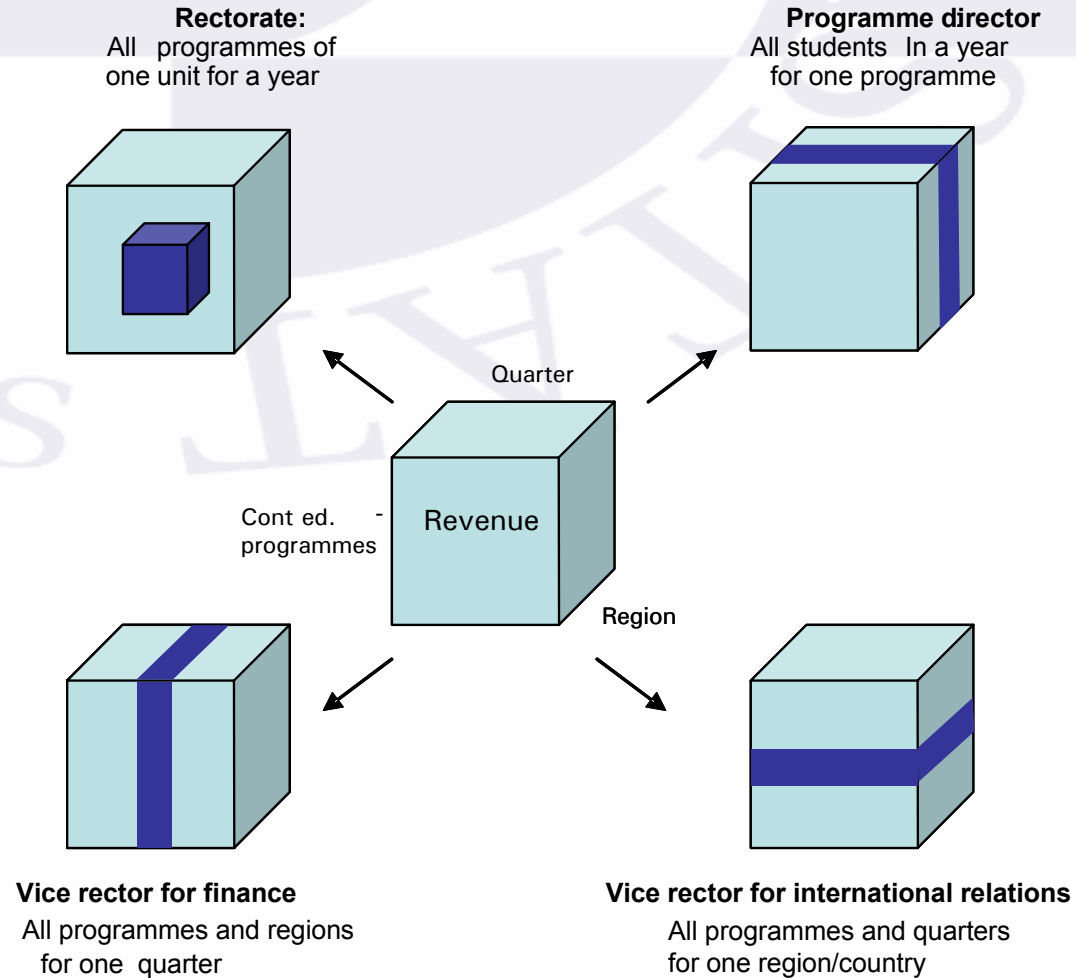 Rectorate:
All programmes of
one unit for a year
Programme director
All students In a year
for one programme
Quarter
Cont ed. -
programmes
Revenue
Region
Vice rector for finance
All programmes and regions
for one quarter
Vice rector for international relations
All programmes and quarters
for one region/country